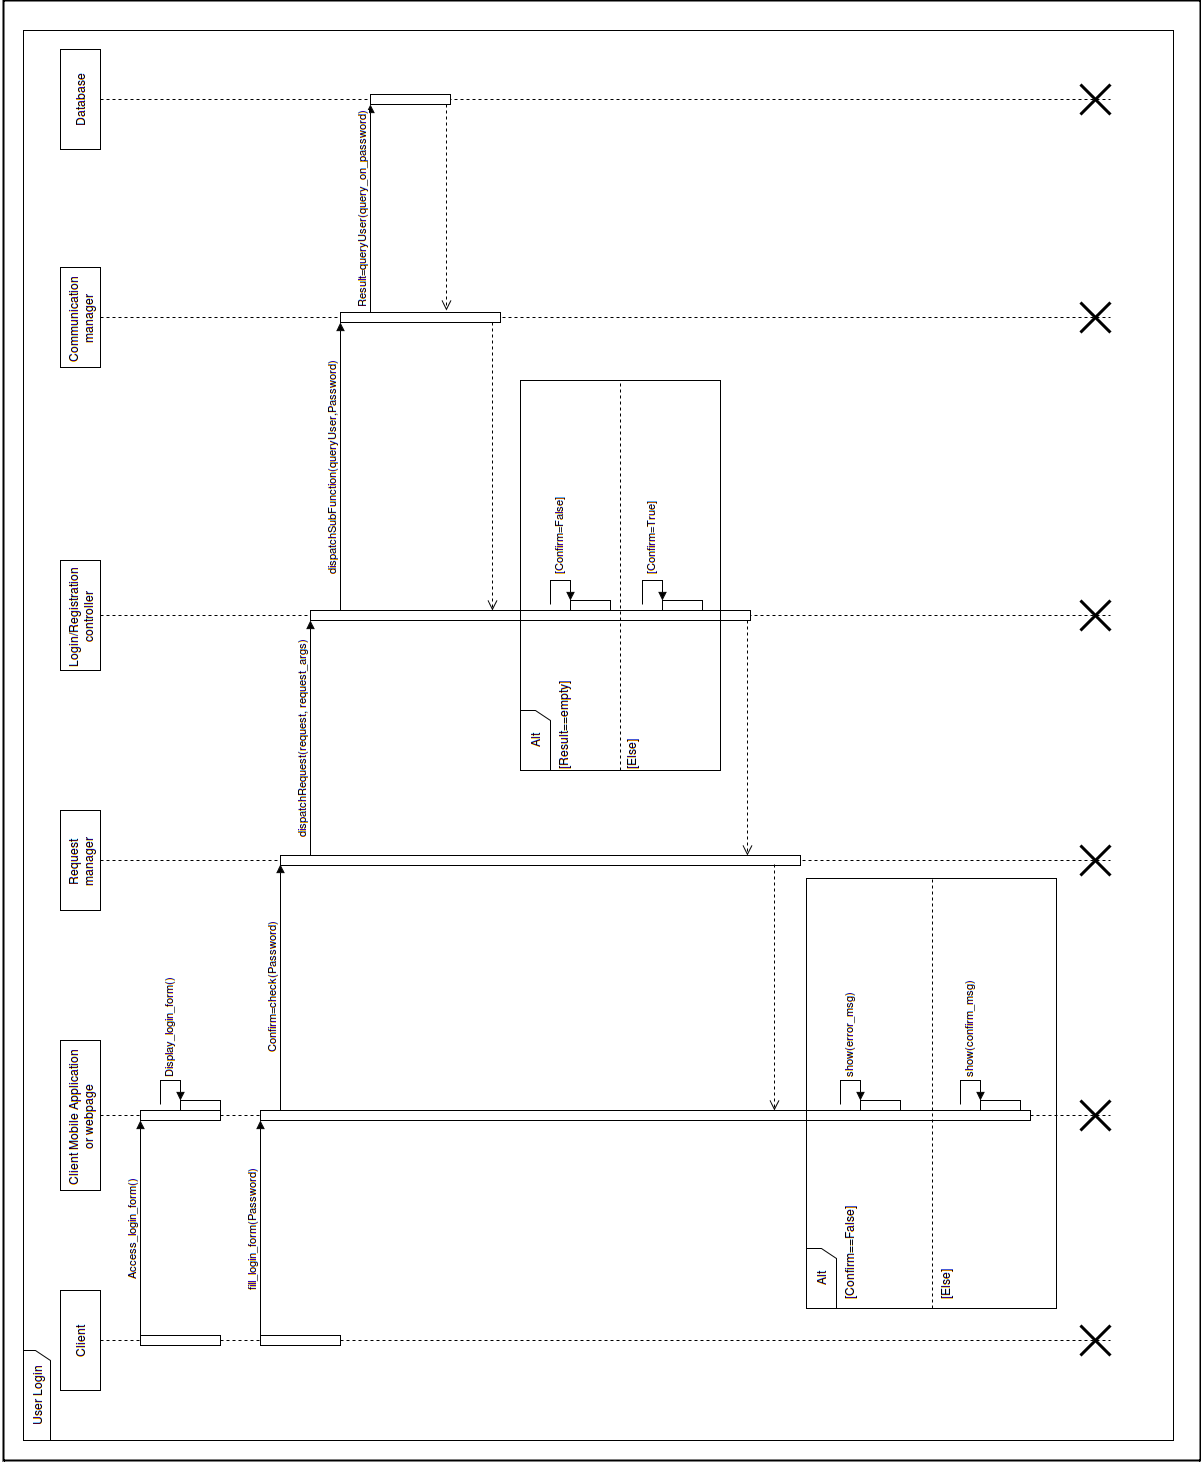 User Login
Client
Client Mobile Application
or webpage
Request
manager
Login/Registration
controller
Communication
manager
Database
Access_login_form()
Display_login_form()
fill_login_form(Password)
Confirm=check(Password)
dispatchRequest(request, request_args)
dispatchSubFunction(queryUser,Password)
Result=queryUser(query_on_password)
Alt
[Result==empty]
[Confirm=False]
[Else]
[Confirm=True]
Alt
[Confirm==False]
show(error_msg)
[Else]
show(confirm_msg)